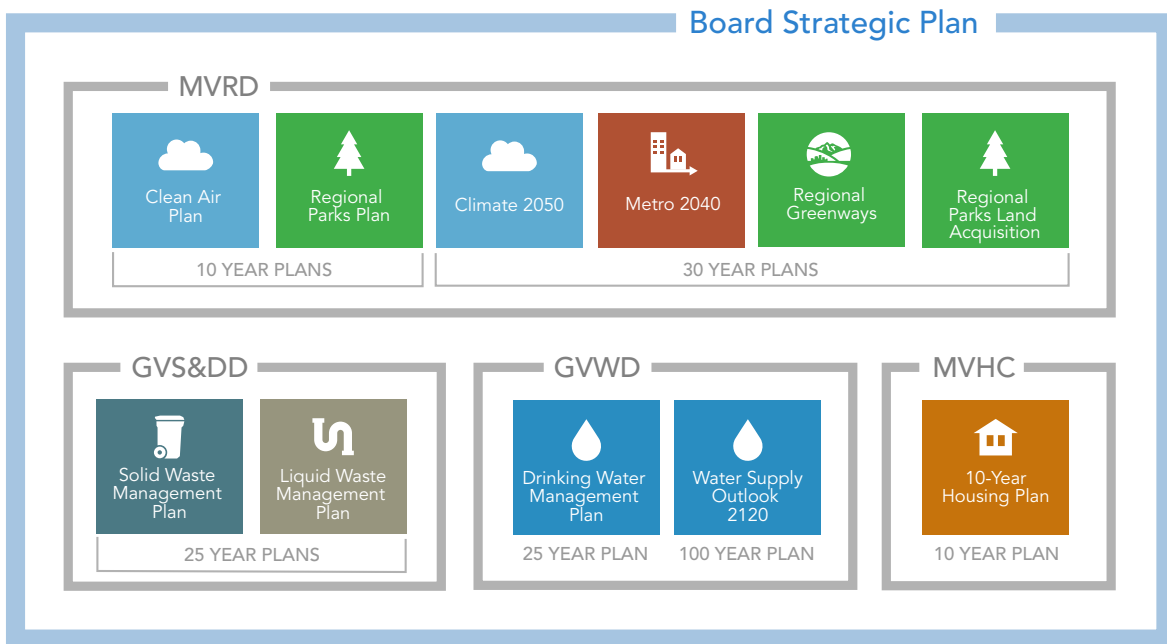 Board Strategic Plan
MVRD
Clean Air
Plan
Regional
Parks Plan
Climate 2050
Metro 2040
Regional
Greenways
Regional
Parks Land
Acquisition
10 YEAR PLANS
30 YEAR PLANS
GVS&DD
Solid Waste
Management
Plan
Liquid Waste
Management
Plan
25 YEAR PLANS
GVWD
Drinking Water
Management
Plan
Water Supply
Outlook
2120
25 YEAR PLAN
100 YEAR PLAN
MVHC
10-Year
Housing Plan
10 YEAR PLAN